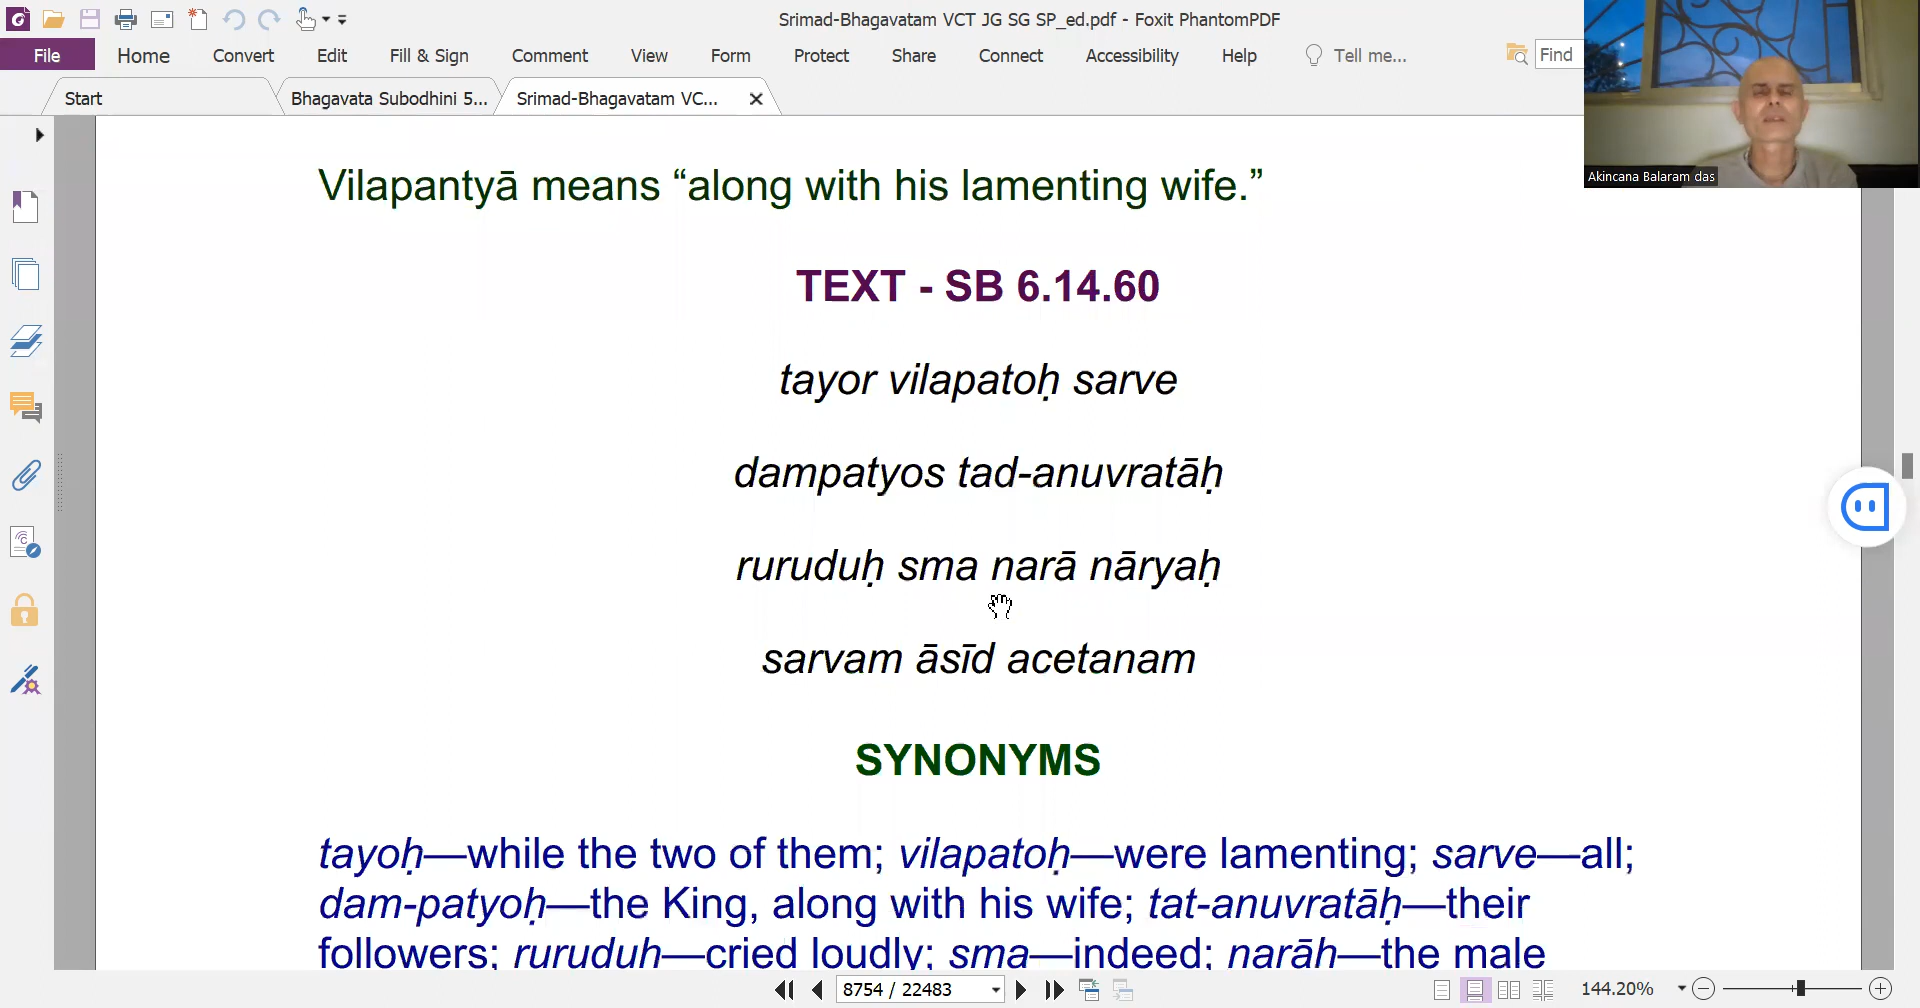 Srimad-Bhagavatam VCT JG SG SP_ed.pdf - Foxit PhantomPDF
File Home Convert Edit Fill & Sign Comment View Form Protect Share Connect Accessibility Help Tell me... Find
Start Bhagavata Subodhini 5... Srimad-Bhagavatam VC...
Akincana Balaram das
Vilapantyā means “along with his lamenting wife.”
TEXT - SB 6.14.60
tayor vilapatoḥ sarve
dampatyos tad-anuvratāḥ
ruruduḥ sma narā nāryaḥ
sarvam āsīd acetanam
SYNONYMS
tayoḥ—while the two of them; vilapatoḥ—were lamenting; sarve—all;
dam-patyoḥ—the King, along with his wife; tat-anuvratāḥ—their
followers; ruruduḥ—cried loudly; sma—indeed; narāḥ—the male
8754 / 22483 144.20%